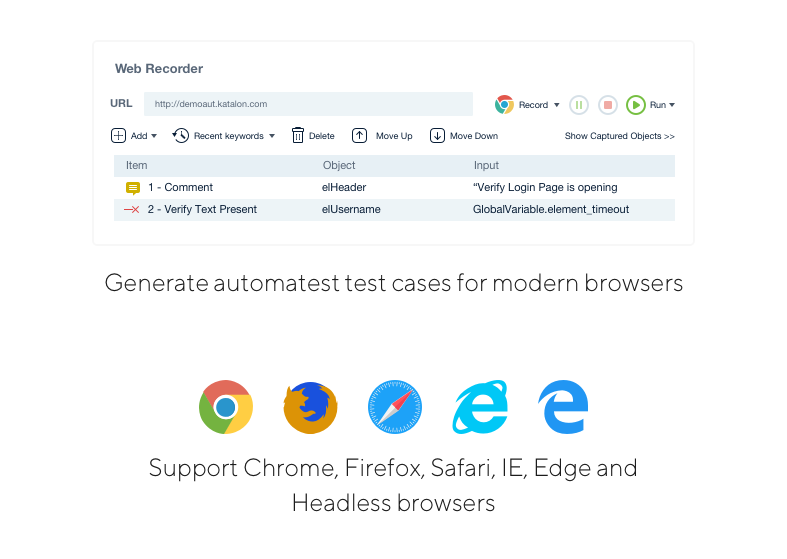 Web Recorder
URL http://demoaut.katalon.com Record Run
Add Recent keywords Delete Move Up Move Down Show Captured Objects >>
Item Object Input
1 - Comment elHeader “Verify Login Page is opening
2 - Verify Text Present elUsername GlobalVariable.element_timeout
Generate automatest test cases for modern browsers
Support Chrome, Firefox, Safari, IE, Edge and
Headless browsers